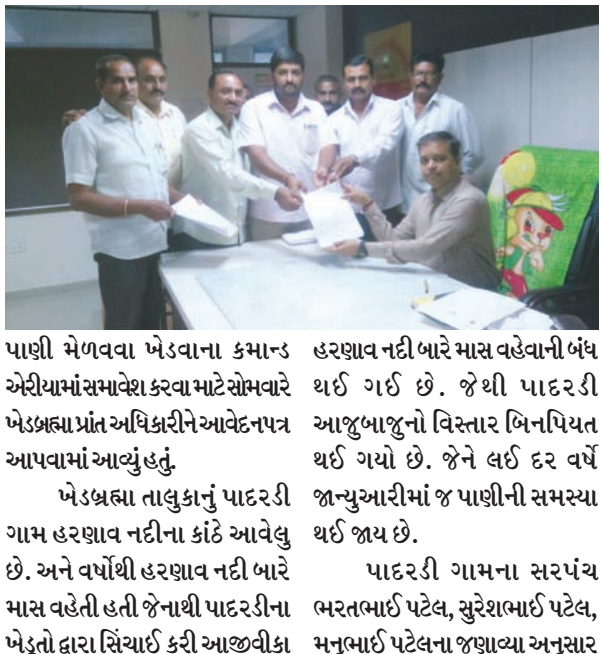 પાણી મેળવવા ખેડવાના કમાન્ડ
એરીયામાં સમાવેશ કરવા માટે સોમવારે
ખેડબ્રહ્મા પ્રાંત અધિકારીને આવેદનપત્ર
આપવામાં આવ્યું હતું.
ખેડબ્રહ્મા તાલુકાનું પાદરડી
ગામ હરણાવ નદીના કાંઠે આવેલુ
છે. અને વર્ષોથી હરણાવ નદી બારે
માસ વહેતી હતી જેનાથી પાદરડીના
ખેડૂતો દ્વારા સિંચાઈ કરી આજીવીકા
હરણાવ નદી બારે માસ વહેવાની બંધ
થઈ ગઈ છે. જેથી પાદરડી
આજુબાજુનો વિસ્તાર બિનપિયત
થઈ ગયો છે. જેને લઈ દર વર્ષે
જાન્યુઆરીમાં જ પાણીની સમસ્યા
થઈ જાય છે.
પાદરડી ગામના સરપંચ
ભરતભાઈ પટેલ, સુરેશભાઈ પટેલ,
મનુભાઈ પટેલના જણાવ્યા અનુસાર